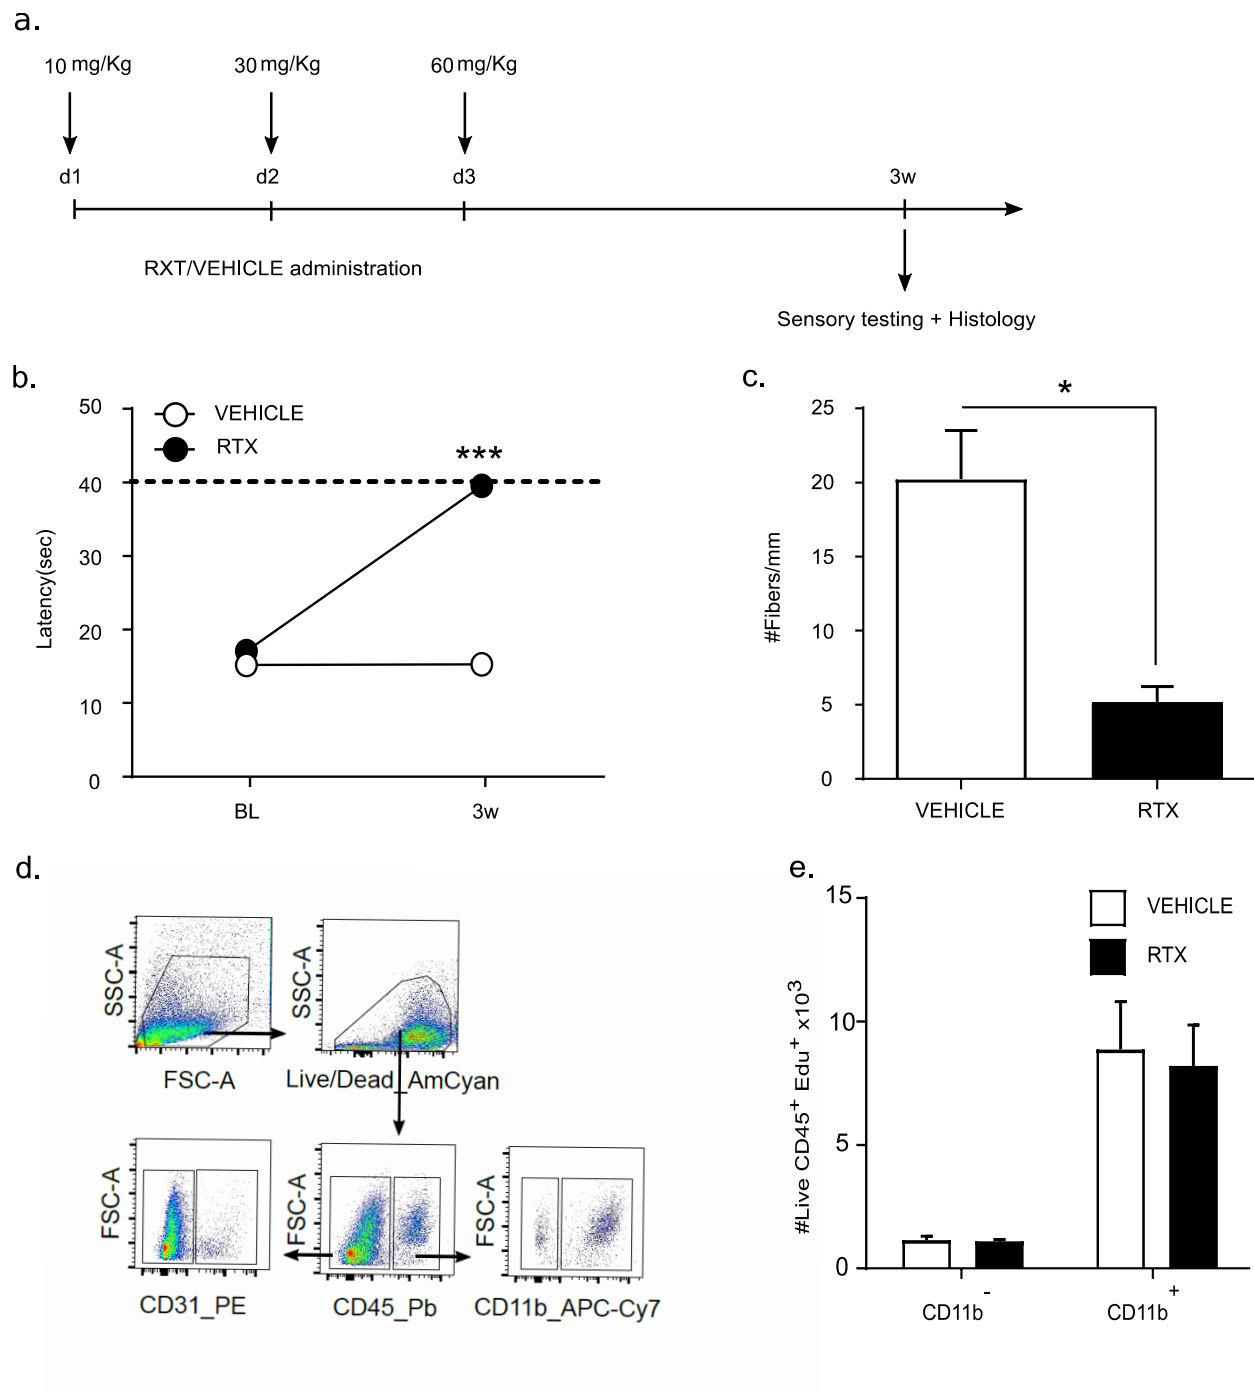 a.
10 mg/Kg 30 mg/Kg 60 mg/Kg
d1 d2 d3 3w
RXT/VEHICLE administration
Sensory testing + Histology
b.
50
40
30
20
10
0
Latency(sec)
VEHICLE
RTX
***
BL 3w
c.
25
20
15
10
5
0
#Fibers/mm
*
VEHICLE RTX
d.
SSC-A
FSC-A
SSC-A
Live/Dead_AmCyan
FSC-A
CD31_PE
FSC-A
CD45_Pb
FSC-A
CD11b_APC-Cy7
e.
15
10
5
0
#Live CD45+ Edu+ x10³
VEHICLE
RTX
CD11b - CD11b +